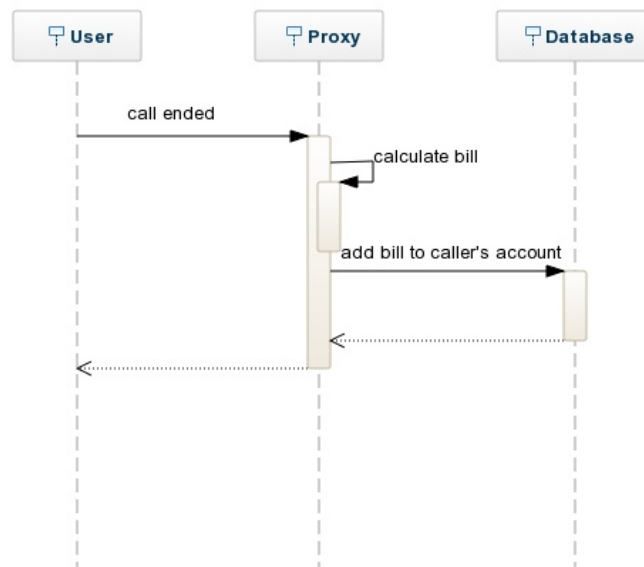 User
Proxy
Database
call ended
calculate bill
add bill to caller's account